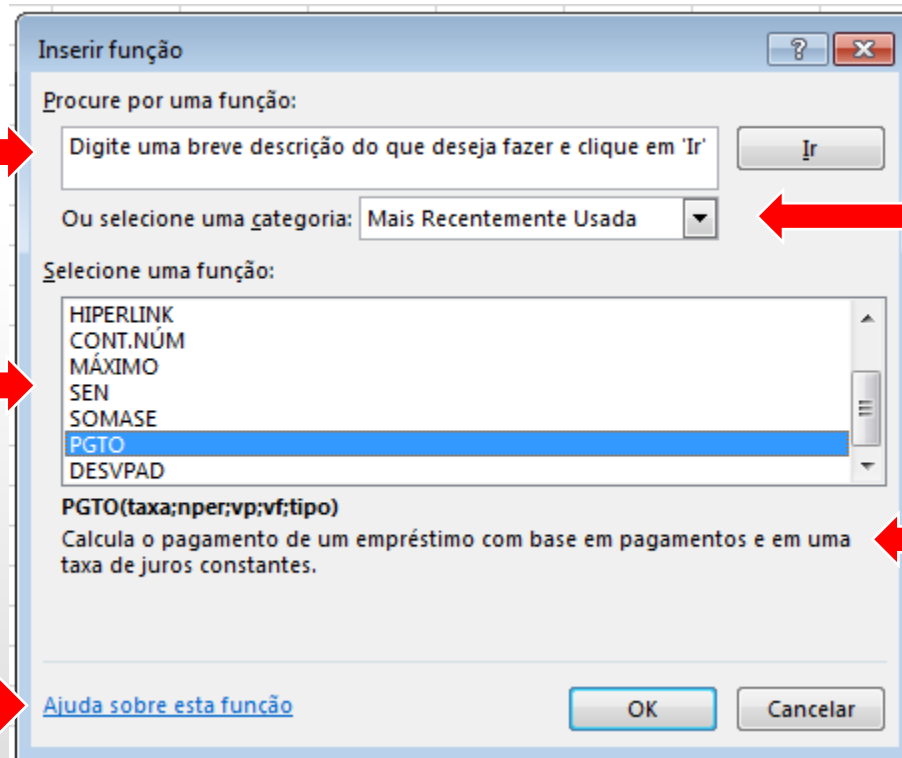 Inserir função
Procure por uma função:
Digite uma breve descrição do que deseja fazer e clique em 'Ir'
Ir
Ou selecione uma categoria: Mais Recentemente Usada
Selecione uma função:
HIPERLINK
CONT.NÚM
MÁXIMO
SEN
SOMASE
PGTO
DESVPAD
PGTO(taxa;nper;vp;vf;tipo)
Calcula o pagamento de um empréstimo com base em pagamentos e em uma
taxa de juros constantes.
Ajuda sobre esta função
OK
Cancelar